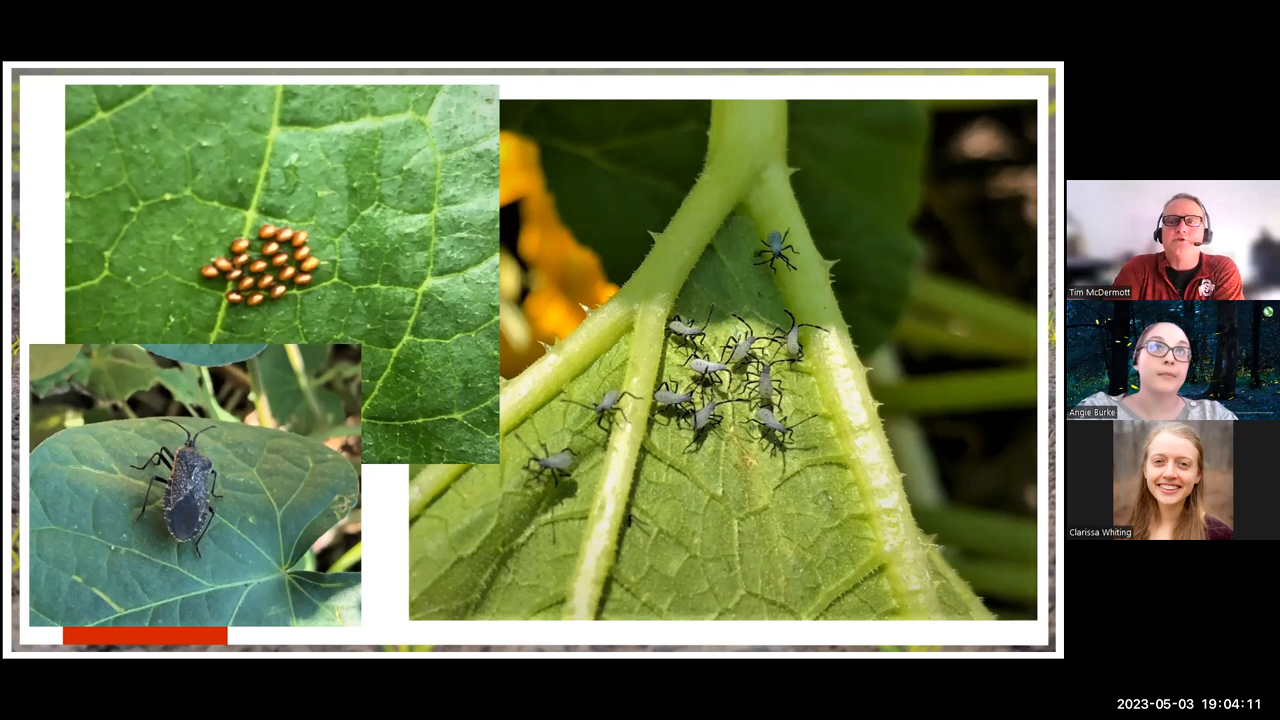 Tim McDermott
Angie Burke
Clarissa Whiting
2023-05-03 19:04:11